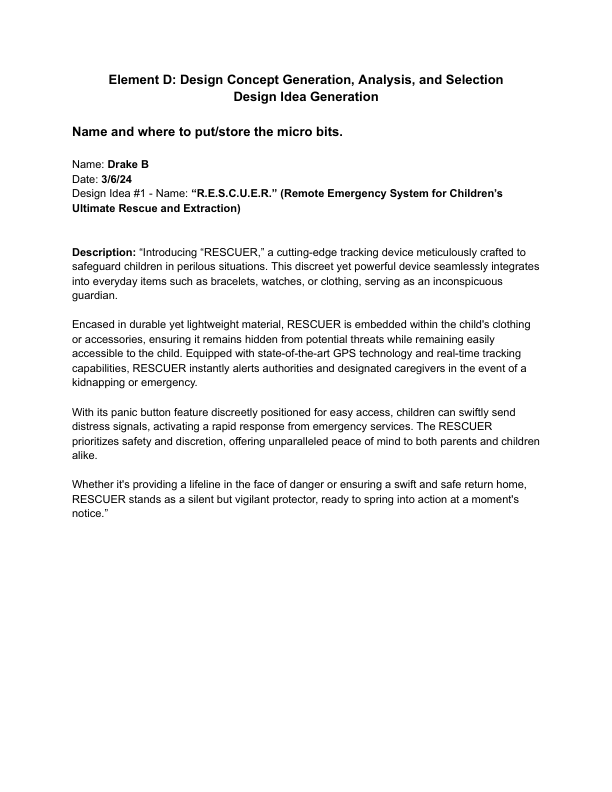 Element D: Design Concept Generation, Analysis, and Selection
Design Idea Generation
Name and where to put/store the micro bits.
Name: Drake B
Date: 3/6/24
Design Idea #1 - Name: “R.E.S.C.U.E.R.” (Remote Emergency System for Children's
Ultimate Rescue and Extraction)
Description: “Introducing “RESCUER,” a cutting-edge tracking device meticulously crafted to
safeguard children in perilous situations. This discreet yet powerful device seamlessly integrates
into everyday items such as bracelets, watches, or clothing, serving as an inconspicuous
guardian.
Encased in durable yet lightweight material, RESCUER is embedded within the child's clothing
or accessories, ensuring it remains hidden from potential threats while remaining easily
accessible to the child. Equipped with state-of-the-art GPS technology and real-time tracking
capabilities, RESCUER instantly alerts authorities and designated caregivers in the event of a
kidnapping or emergency.
With its panic button feature discreetly positioned for easy access, children can swiftly send
distress signals, activating a rapid response from emergency services. The RESCUER
prioritizes safety and discretion, offering unparalleled peace of mind to both parents and children
alike.
Whether it's providing a lifeline in the face of danger or ensuring a swift and safe return home,
RESCUER stands as a silent but vigilant protector, ready to spring into action at a moment's
notice.”